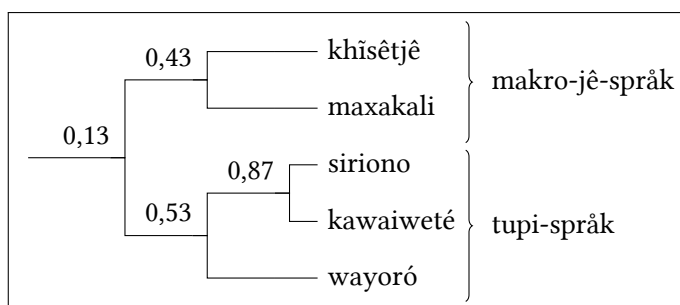 0,43
khĩsêtjê
makro-jê-språk
maxakali
0,13
0,87
siriono
0,53
kawaiweté
tupi-språk
wayoró